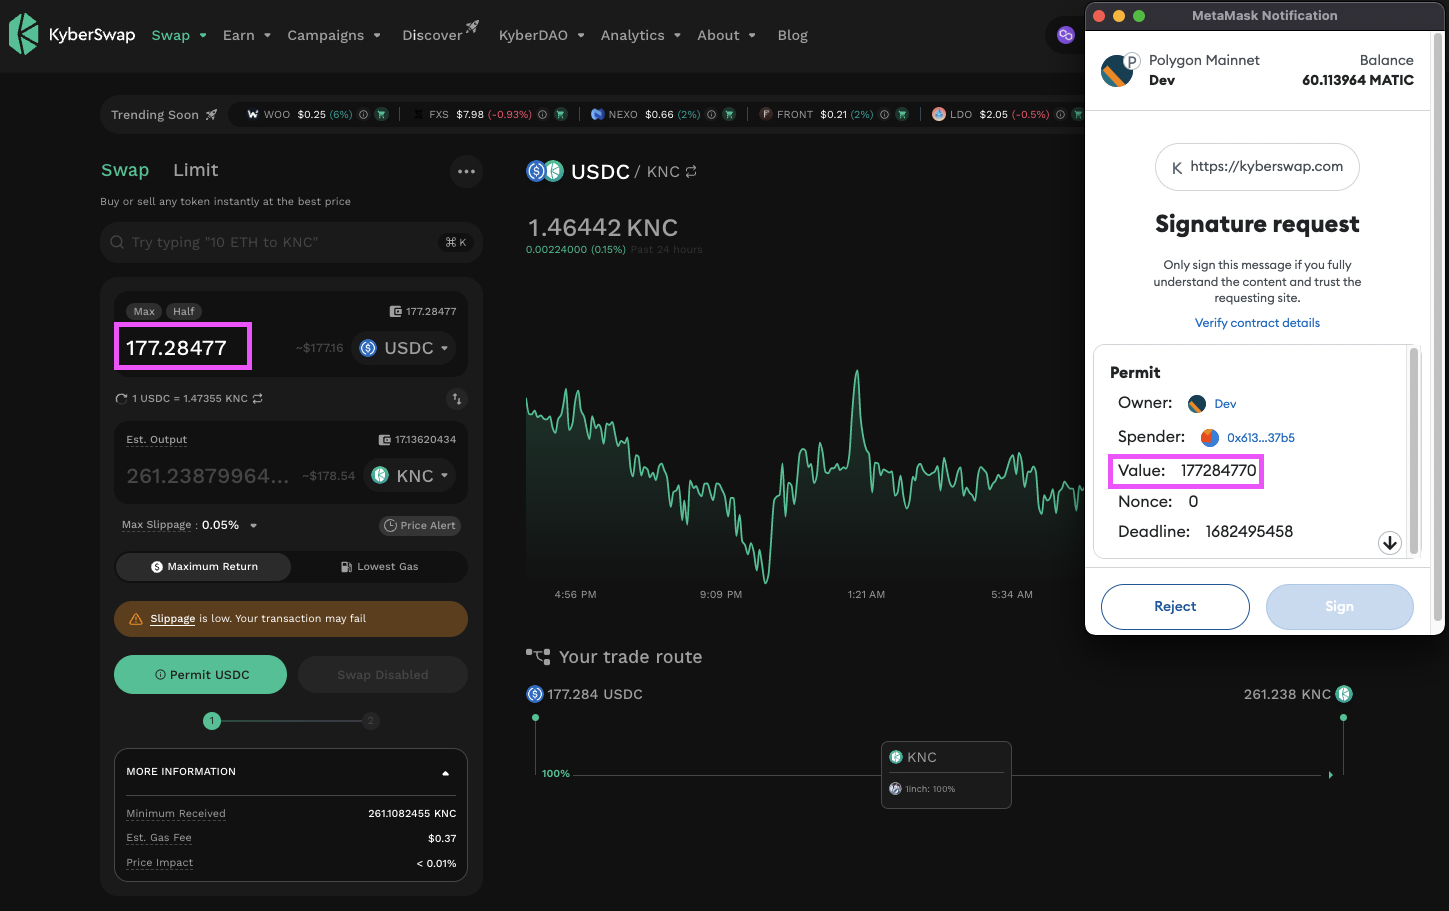 KyberSwap Swap Earn Campaigns Discover KyberDAO Analytics About Blog
Trending Soon WOO $0.25 (6%) FXS $7.98 (-0.93%) NEXO $0.66 (2%) FRONT $0.21 (2%) LDO $2.05 (-0.5%)
Swap Limit
Buy or sell any token instantly at the best price
Try typing "10 ETH to KNC" ⌘ K
Max Half 177.28477
177.28477 ~$177.16 USDC
1 USDC = 1.47355 KNC
Est. Output 17.13620434
261.23879964... ~$178.54 KNC
Max Slippage : 0.05% Price Alert
Maximum Return Lowest Gas
Slippage is low. Your transaction may fail
Permit USDC Swap Disabled
1 2
MORE INFORMATION
Minimum Received 261.1082455 KNC
Est. Gas Fee $0.37
Price Impact < 0.01%
USDC / KNC
1.46442 KNC
0.00224000 (0.15%) Past 24 hours
4:56 PM 9:09 PM 1:21 AM 5:34 AM
Your trade route
177.284 USDC 261.238 KNC
100%
KNC
1inch: 100%
MetaMask Notification
P Polygon Mainnet Balance
Dev 60.113964 MATIC
K https://kyberswap.com
Signature request
Only sign this message if you fully
understand the content and trust the
requesting site.
Verify contract details
Permit
Owner: Dev
Spender: 0x613...37b5
Value: 177284770
Nonce: 0
Deadline: 1682495458
Reject Sign